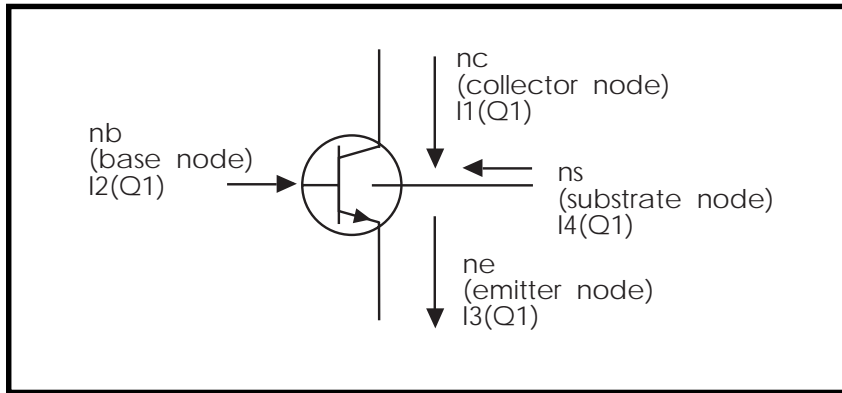 nc
(collector node)
I1(Q1)
nb
(base node)
I2(Q1)
ns
(substrate node)
I4(Q1)
ne
(emitter node)
I3(Q1)